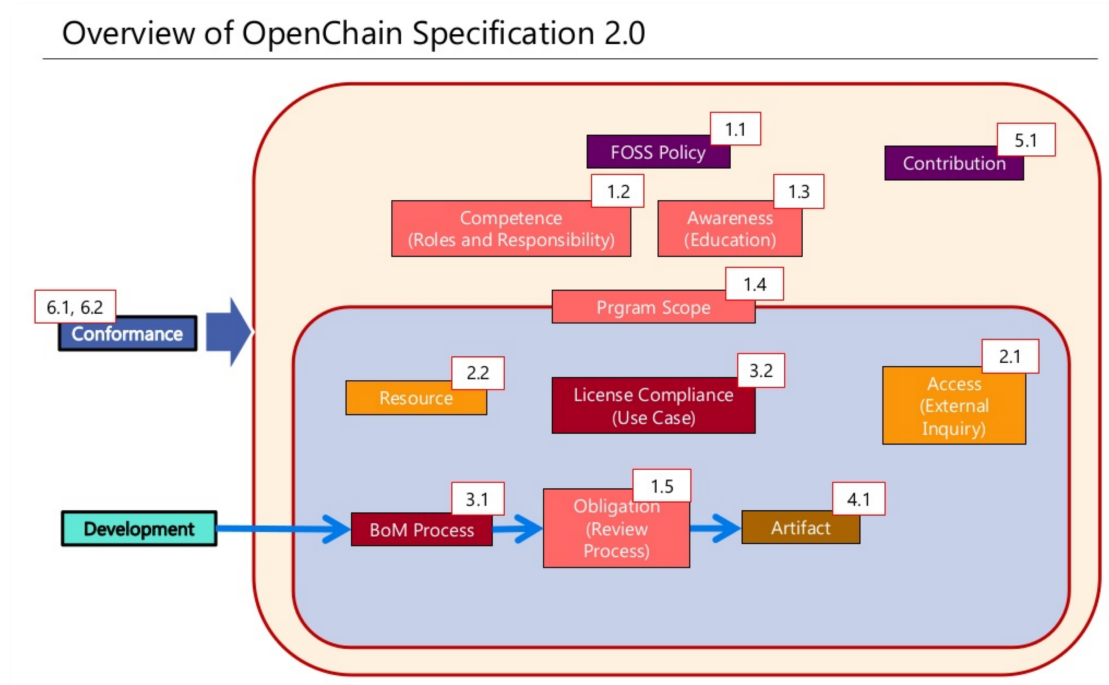 Overview of OpenChain Specification 2.0
1.1
FOSS Policy
5.1
Contribution
1.2
Competence
(Roles and Responsibility)
1.3
Awareness
(Education)
6.1, 6.2
Conformance
1.4
Prgram Scope
2.2
Resource
3.2
License Compliance
(Use Case)
2.1
Access
(External
Inquiry)
Development
3.1
BoM Process
1.5
Obligation
(Review
Process)
4.1
Artifact